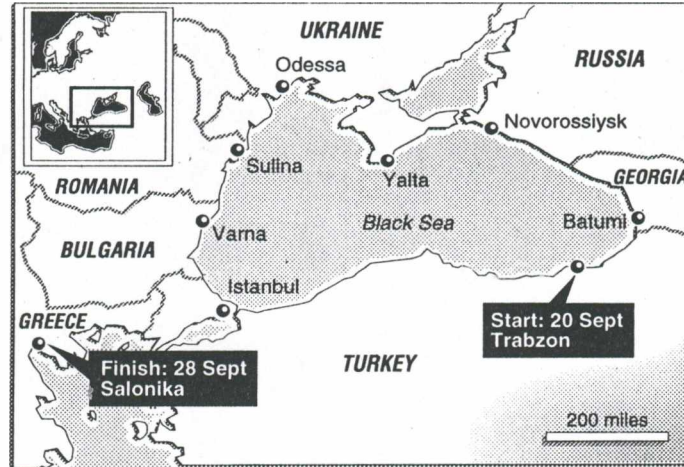 UKRAINE
Odessa
RUSSIA
Novorossiysk
Sulina
Yalta
ROMANIA
GEORGIA
Black Sea
Batumi
Varna
BULGARIA
Istanbul
GREECE
Start: 20 Sept
Trabzon
Finish: 28 Sept
Salonika
TURKEY
200 miles